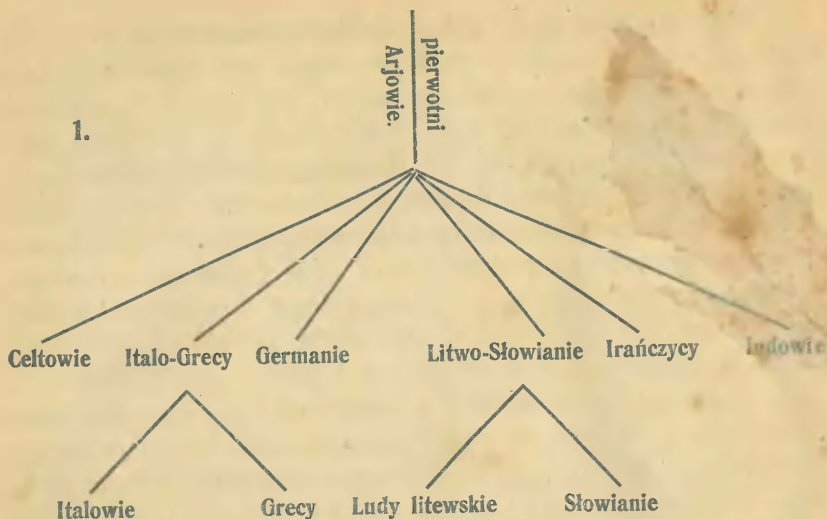 pierwotni
Arjowie.
1.
Celtowie Italo-Grecy Germanie Litwo-Słowianie Irańczycy Indowie
Italowie Grecy Ludy litewskie Słowianie